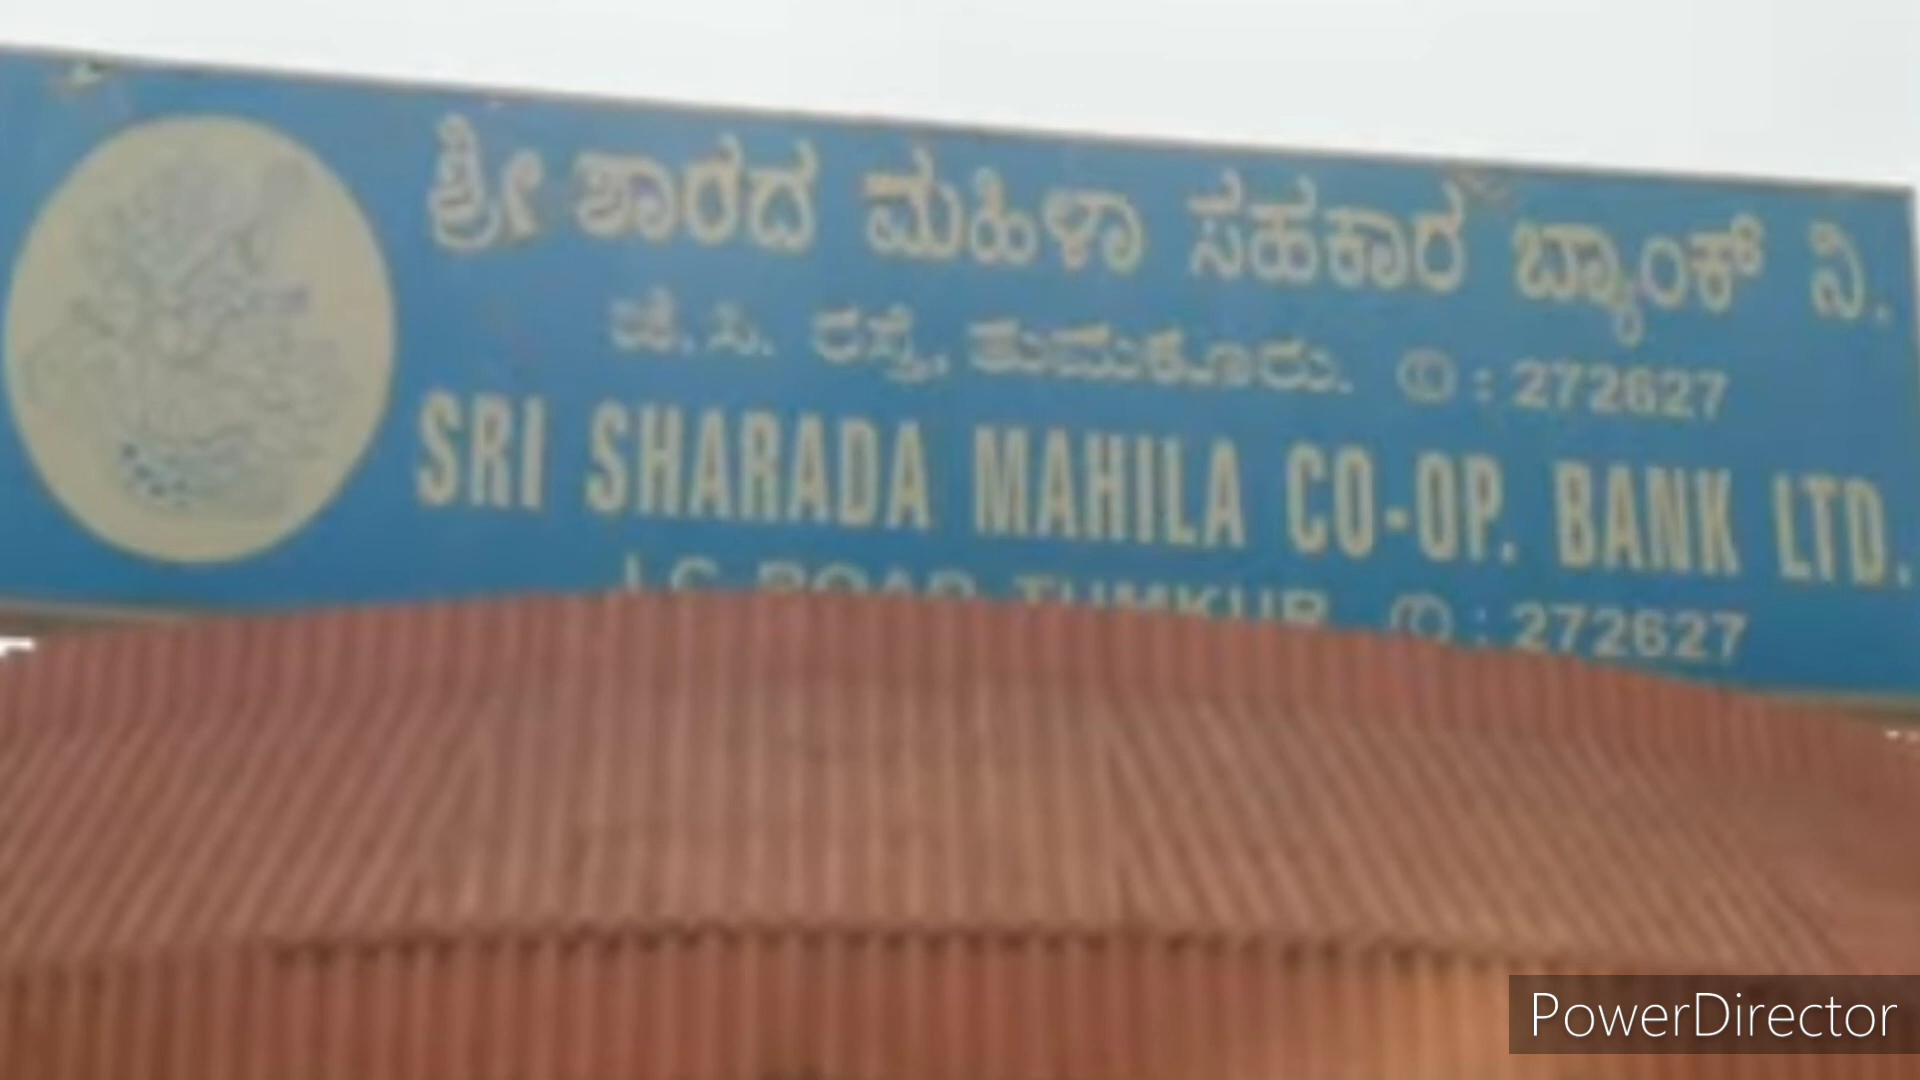 ಶ್ರೀ ಶಾರದ ಮಹಿಳಾ ಸಹಕಾರ ಬ್ಯಾಂಕ್ ನಿ.
ಜೆ.ಸಿ. ರಸ್ತೆ, ತುಮಕೂರು. ✆ : 272627
SRI SHARADA MAHILA CO-OP. BANK LTD.
J.C. ROAD TUMKUR ✆ : 272627
PowerDirector